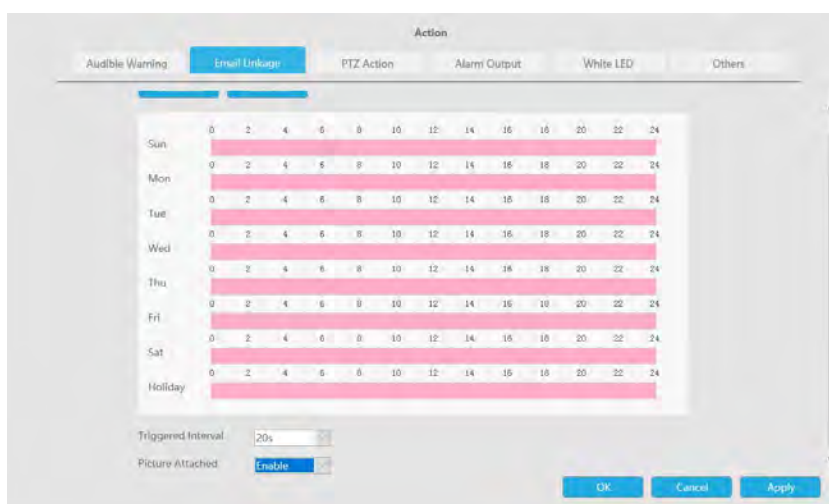 Action
Audible Warning Email Linkage PTZ Action Alarm Output White LED Others
0 2 4 6 8 10 12 14 16 18 20 22 24
Sun
0 2 4 6 8 10 12 14 16 18 20 22 24
Mon
0 2 4 6 8 10 12 14 16 18 20 22 24
Tue
0 2 4 6 8 10 12 14 16 18 20 22 24
Wed
0 2 4 6 8 10 12 14 16 18 20 22 24
Thu
0 2 4 6 8 10 12 14 16 18 20 22 24
Fri
0 2 4 6 8 10 12 14 16 18 20 22 24
Sat
0 2 4 6 8 10 12 14 16 18 20 22 24
Holiday
Triggered Interval 20s
Picture Attached Enable
OK Cancel Apply